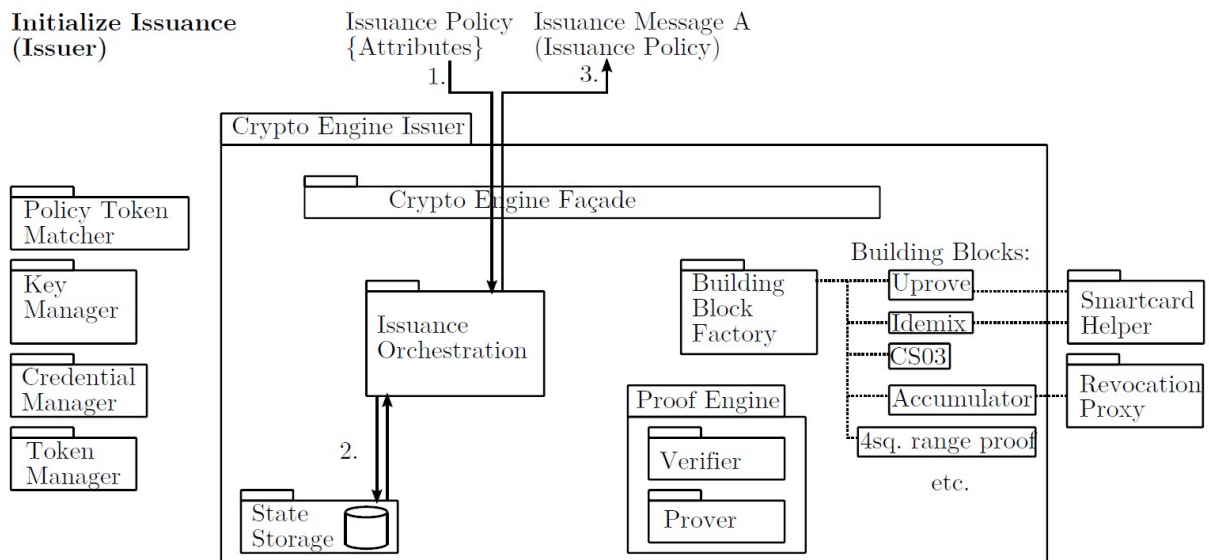 Initialize Issuance
(Issuer)
Issuance Policy
{Attributes}
Issuance Message A
(Issuance Policy)
1.
3.
Crypto Engine Issuer
Crypto Engine Façade
Policy Token
Matcher
Key
Manager
Credential
Manager
Token
Manager
Issuance
Orchestration
2.
State
Storage
Building
Block
Factory
Building Blocks:
Uprove
Idemix
CS03
Accumulator
4sq. range proof
etc.
Smartcard
Helper
Revocation
Proxy
Proof Engine
Verifier
Prover